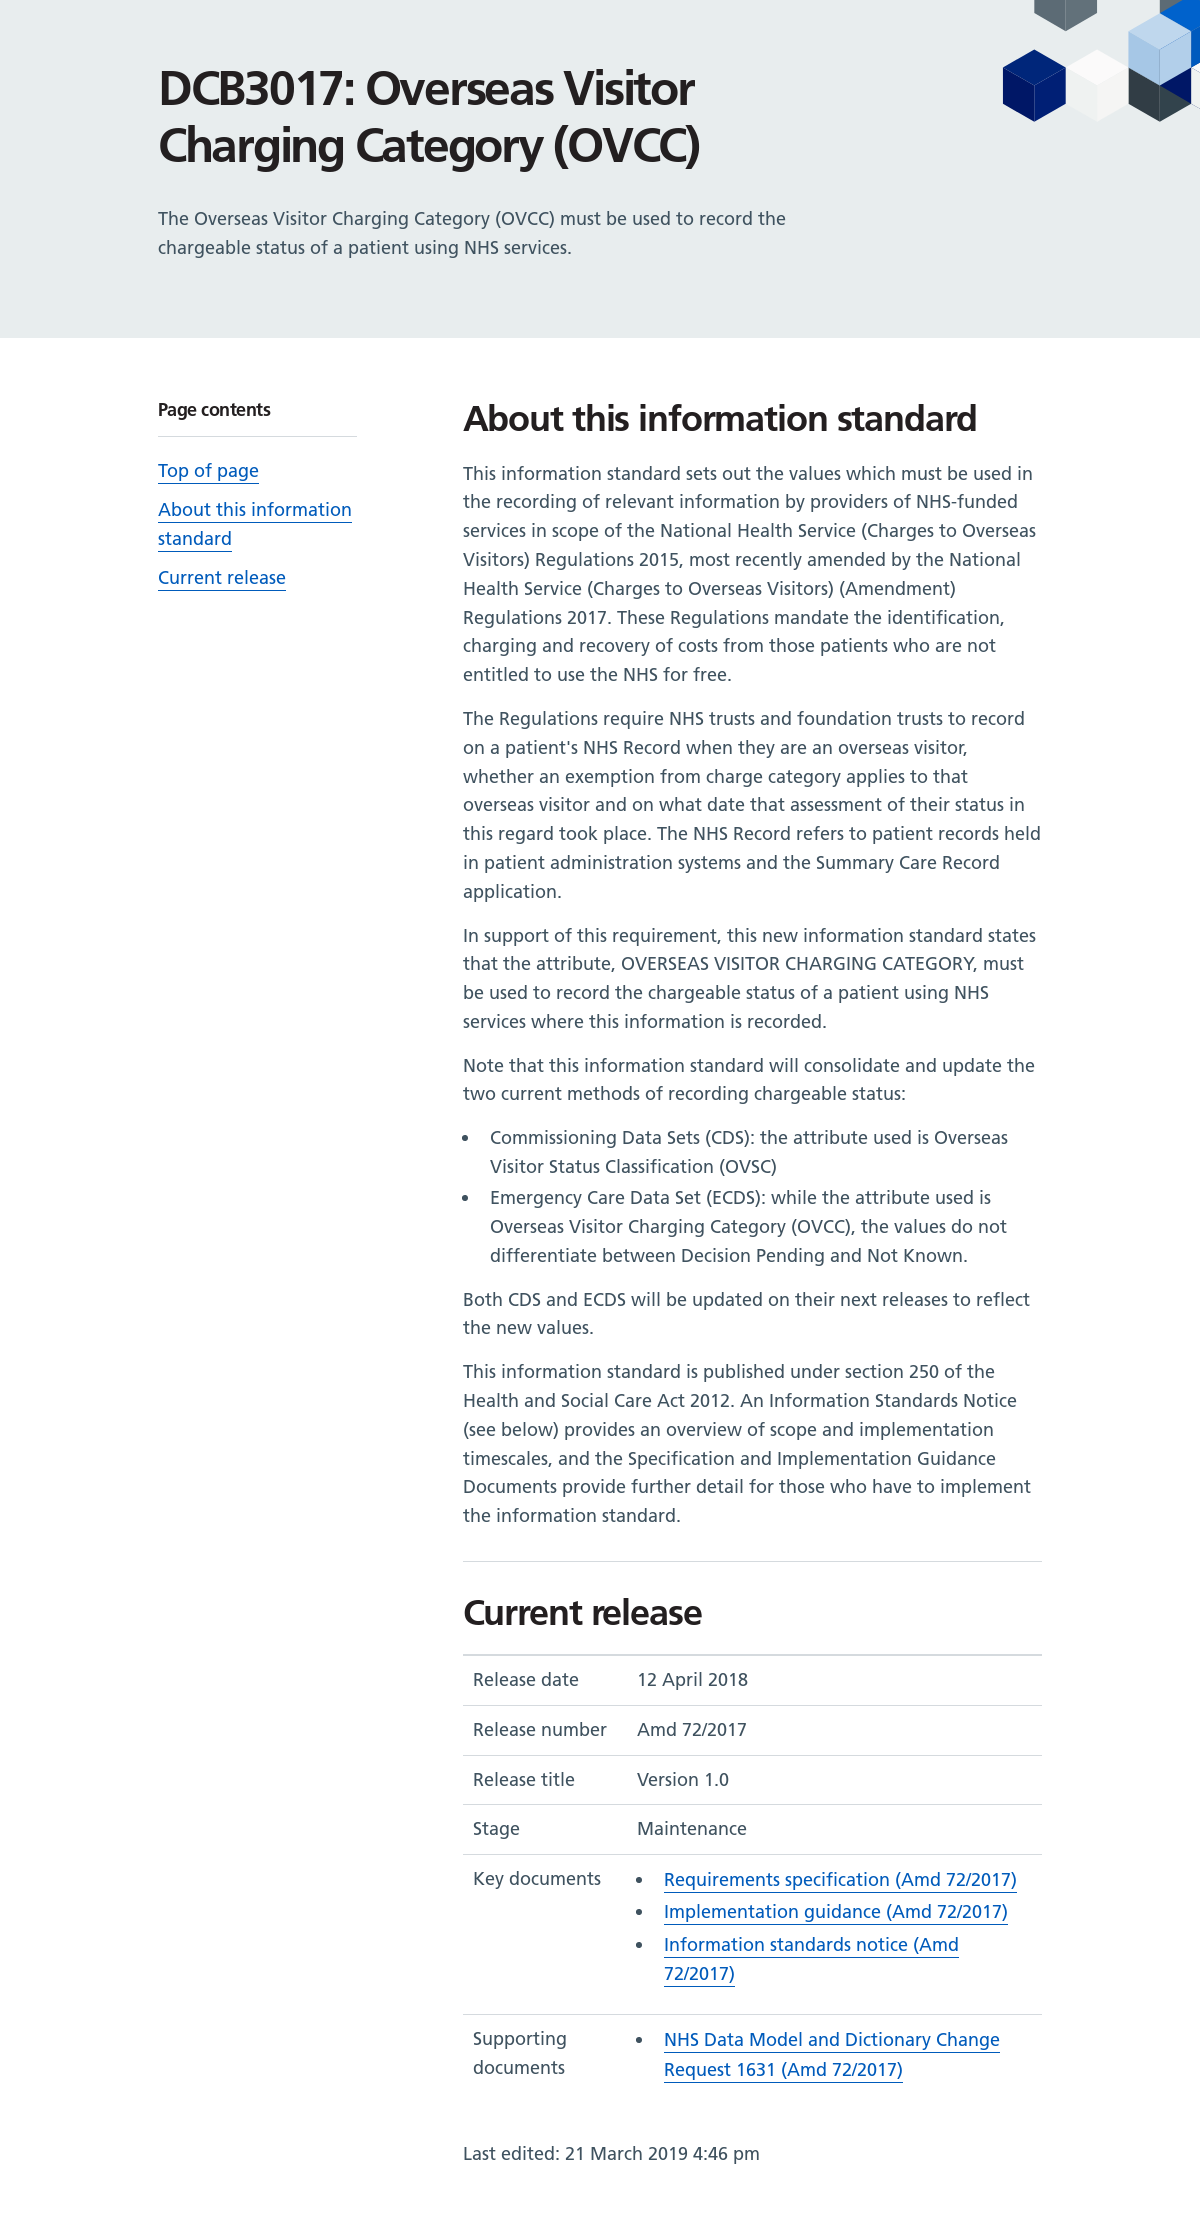 DCB3017: Overseas Visitor
Charging Category (OVCC)
The Overseas Visitor Charging Category (OVCC) must be used to record the
chargeable status of a patient using NHS services.
Page contents
Top of page
About this information
standard
Current release
About this information standard
This information standard sets out the values which must be used in
the recording of relevant information by providers of NHS-funded
services in scope of the National Health Service (Charges to Overseas
Visitors) Regulations 2015, most recently amended by the National
Health Service (Charges to Overseas Visitors) (Amendment)
Regulations 2017. These Regulations mandate the identification,
charging and recovery of costs from those patients who are not
entitled to use the NHS for free.
The Regulations require NHS trusts and foundation trusts to record
on a patient's NHS Record when they are an overseas visitor,
whether an exemption from charge category applies to that
overseas visitor and on what date that assessment of their status in
this regard took place. The NHS Record refers to patient records held
in patient administration systems and the Summary Care Record
application.
In support of this requirement, this new information standard states
that the attribute, OVERSEAS VISITOR CHARGING CATEGORY, must
be used to record the chargeable status of a patient using NHS
services where this information is recorded.
Note that this information standard will consolidate and update the
two current methods of recording chargeable status:
• Commissioning Data Sets (CDS): the attribute used is Overseas
Visitor Status Classification (OVSC)
• Emergency Care Data Set (ECDS): while the attribute used is
Overseas Visitor Charging Category (OVCC), the values do not
differentiate between Decision Pending and Not Known.
Both CDS and ECDS will be updated on their next releases to reflect
the new values.
This information standard is published under section 250 of the
Health and Social Care Act 2012. An Information Standards Notice
(see below) provides an overview of scope and implementation
timescales, and the Specification and Implementation Guidance
Documents provide further detail for those who have to implement
the information standard.
Current release
Release date 12 April 2018
Release number Amd 72/2017
Release title Version 1.0
Stage Maintenance
Key documents • Requirements specification (Amd 72/2017)
• Implementation guidance (Amd 72/2017)
• Information standards notice (Amd
72/2017)
Supporting • NHS Data Model and Dictionary Change
documents Request 1631 (Amd 72/2017)
Last edited: 21 March 2019 4:46 pm